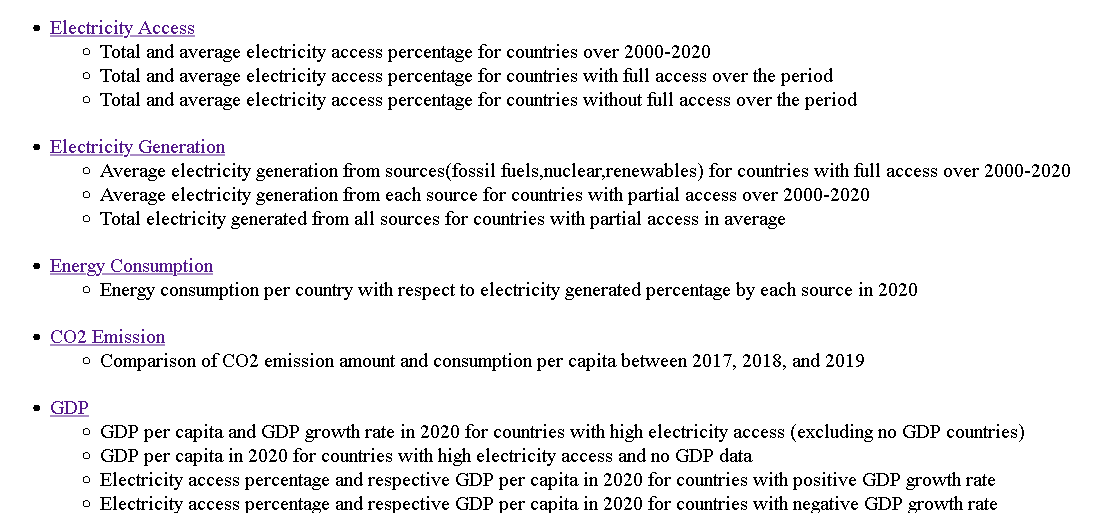 Electricity Access
Total and average electricity access percentage for countries over 2000-2020
Total and average electricity access percentage for countries with full access over the period
Total and average electricity access percentage for countries without full access over the period
Electricity Generation
Average electricity generation from sources(fossil fuels,nuclear,renewables) for countries with full access over 2000-2020
Average electricity generation from each source for countries with partial access over 2000-2020
Total electricity generated from all sources for countries with partial access in average
Energy Consumption
Energy consumption per country with respect to electricity generated percentage by each source in 2020
CO2 Emission
Comparison of CO2 emission amount and consumption per capita between 2017, 2018, and 2019
GDP
GDP per capita and GDP growth rate in 2020 for countries with high electricity access (excluding no GDP countries)
GDP per capita in 2020 for countries with high electricity access and no GDP data
Electricity access percentage and respective GDP per capita in 2020 for countries with positive GDP growth rate
Electricity access percentage and respective GDP per capita in 2020 for countries with negative GDP growth rate